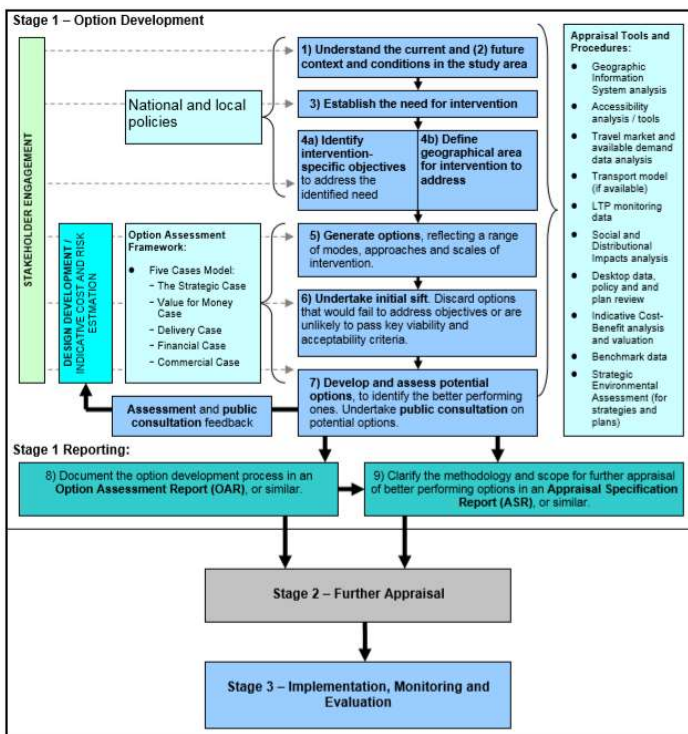 Stage 1 – Option Development
STAKEHOLDER ENGAGEMENT
National and local
policies
1) Understand the current and (2) future
context and conditions in the study area
3) Establish the need for intervention
4a) Identify
intervention-
specific objectives
to address the
identified need
4b) Define
geographical area
for intervention to
address
DESIGN DEVELOPMENT /
INDICATIVE COST AND RISK
ESTMATION
Option Assessment
Framework:
• Five Cases Model:
- The Strategic Case
- Value for Money
Case
- Delivery Case
- Financial Case
- Commercial Case
5) Generate options, reflecting a range
of modes, approaches and scales of
intervention.
6) Undertake initial sift. Discard options
that would fail to address objectives or are
unlikely to pass key viability and
acceptability criteria.
7) Develop and assess potential
options, to identify the better performing
ones. Undertake public consultation on
potential options.
Assessment and public
consultation feedback
Appraisal Tools and
Procedures:
• Geographic
Information
System analysis
• Accessibility
analysis / tools
• Travel market and
available demand
data analysis
• Transport model
(if available)
• LTP monitoring
data
• Social and
Distributional
Impacts analysis
• Desktop data,
policy and and
plan review
• Indicative Cost-
Benefit analysis
and valuation
• Benchmark data
• Strategic
Environmental
Assessment (for
strategies and
plans)
Stage 1 Reporting:
8) Document the option development process in an
Option Assessment Report (OAR), or similar.
9) Clarify the methodology and scope for further appraisal
of better performing options in an Appraisal Specification
Report (ASR), or similar.
Stage 2 – Further Appraisal
Stage 3 – Implementation, Monitoring and
Evaluation